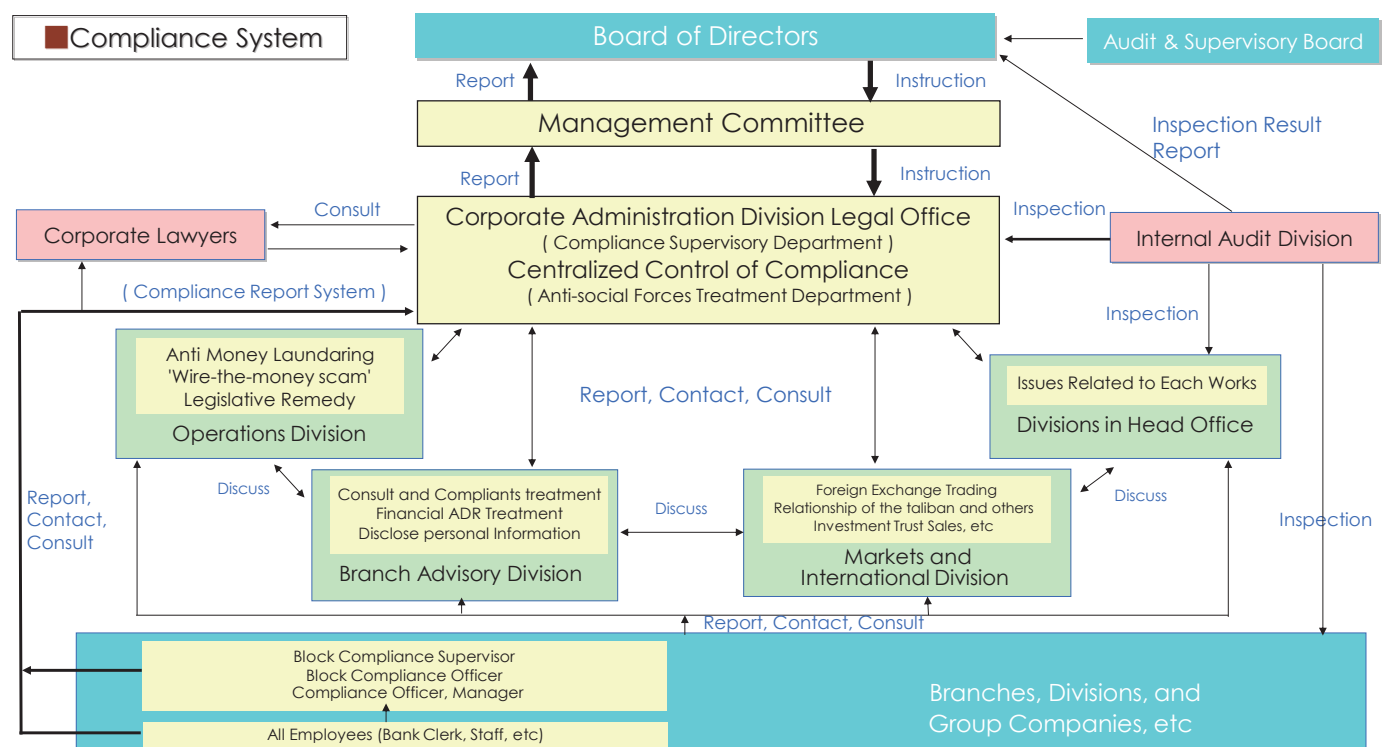 Compliance System
Board of Directors
Audit & Supervisory Board
Report
Instruction
Management Committee
Inspection Result
Report
Report
Instruction
Consult
Corporate Lawyers
Corporate Administration Division Legal Office
( Compliance Supervisory Department )
Centralized Control of Compliance
( Anti-social Forces Treatment Department )
Inspection
Internal Audit Division
( Compliance Report System )
Inspection
Anti Money Laundaring
'Wire-the-money scam'
Legislative Remedy
Operations Division
Report, Contact, Consult
Issues Related to Each Works
Divisions in Head Office
Report,
Contact,
Consult
Discuss
Consult and Compliants treatment
Financial ADR Treatment
Disclose personal Information
Branch Advisory Division
Discuss
Foreign Exchange Trading
Relationship of the taliban and others
Investment Trust Sales, etc
Markets and
International Division
Discuss
Inspection
Report, Contact, Consult
Block Compliance Supervisor
Block Compliance Officer
Compliance Officer, Manager
All Employees (Bank Clerk, Staff, etc)
Branches, Divisions, and
Group Companies, etc